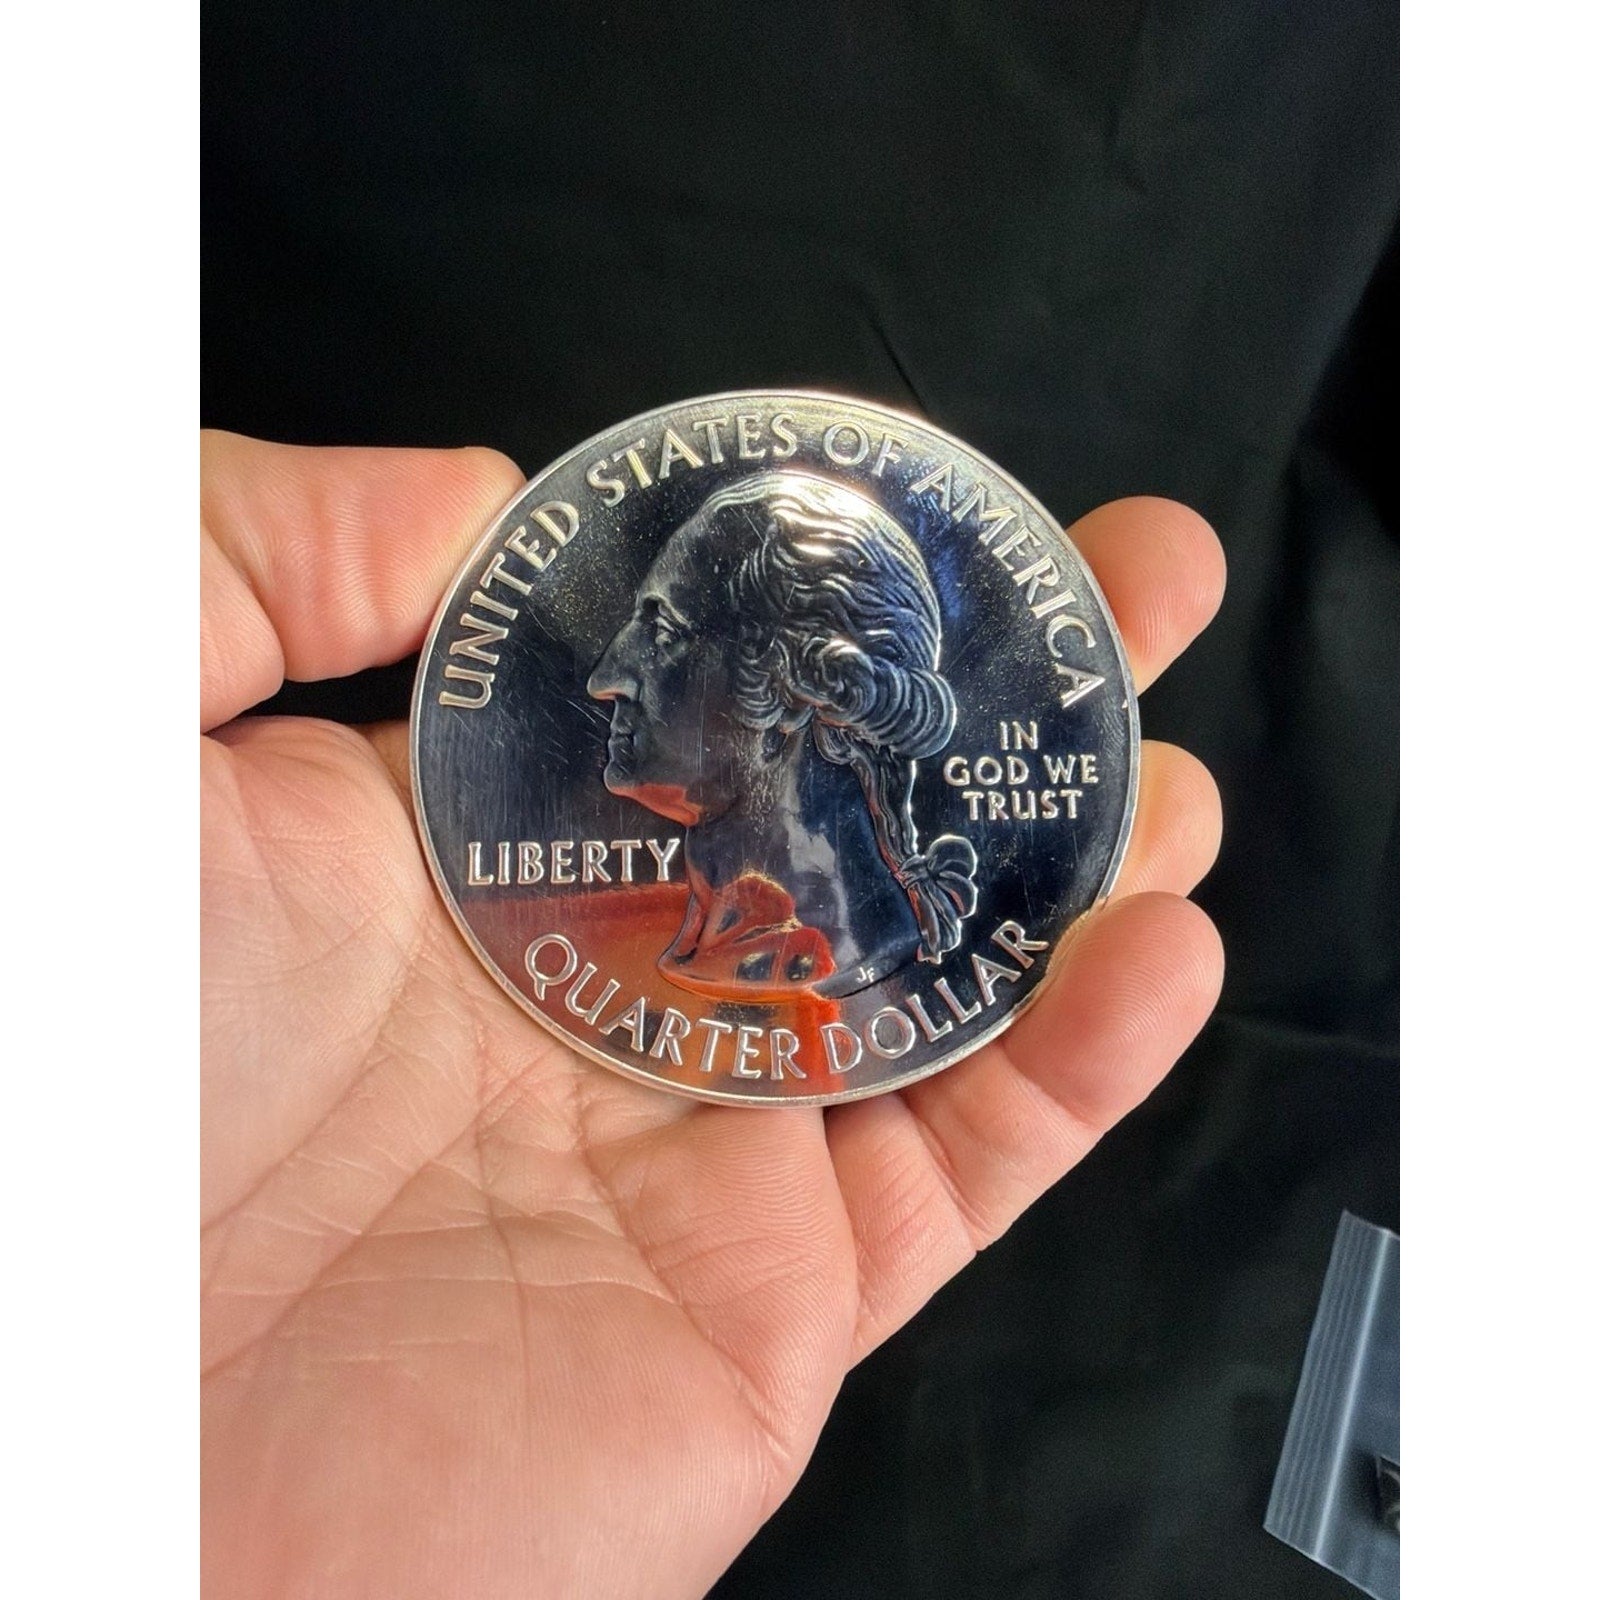 UNITED STATES OF AMERICA
IN
GOD WE
TRUST
LIBERTY
JF
QUARTER DOLLAR